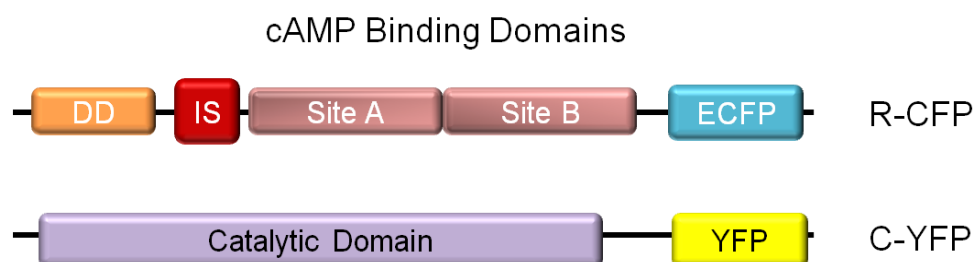 cAMP Binding Domains
DD IS Site A Site B ECFP R-CFP
Catalytic Domain YFP C-YFP